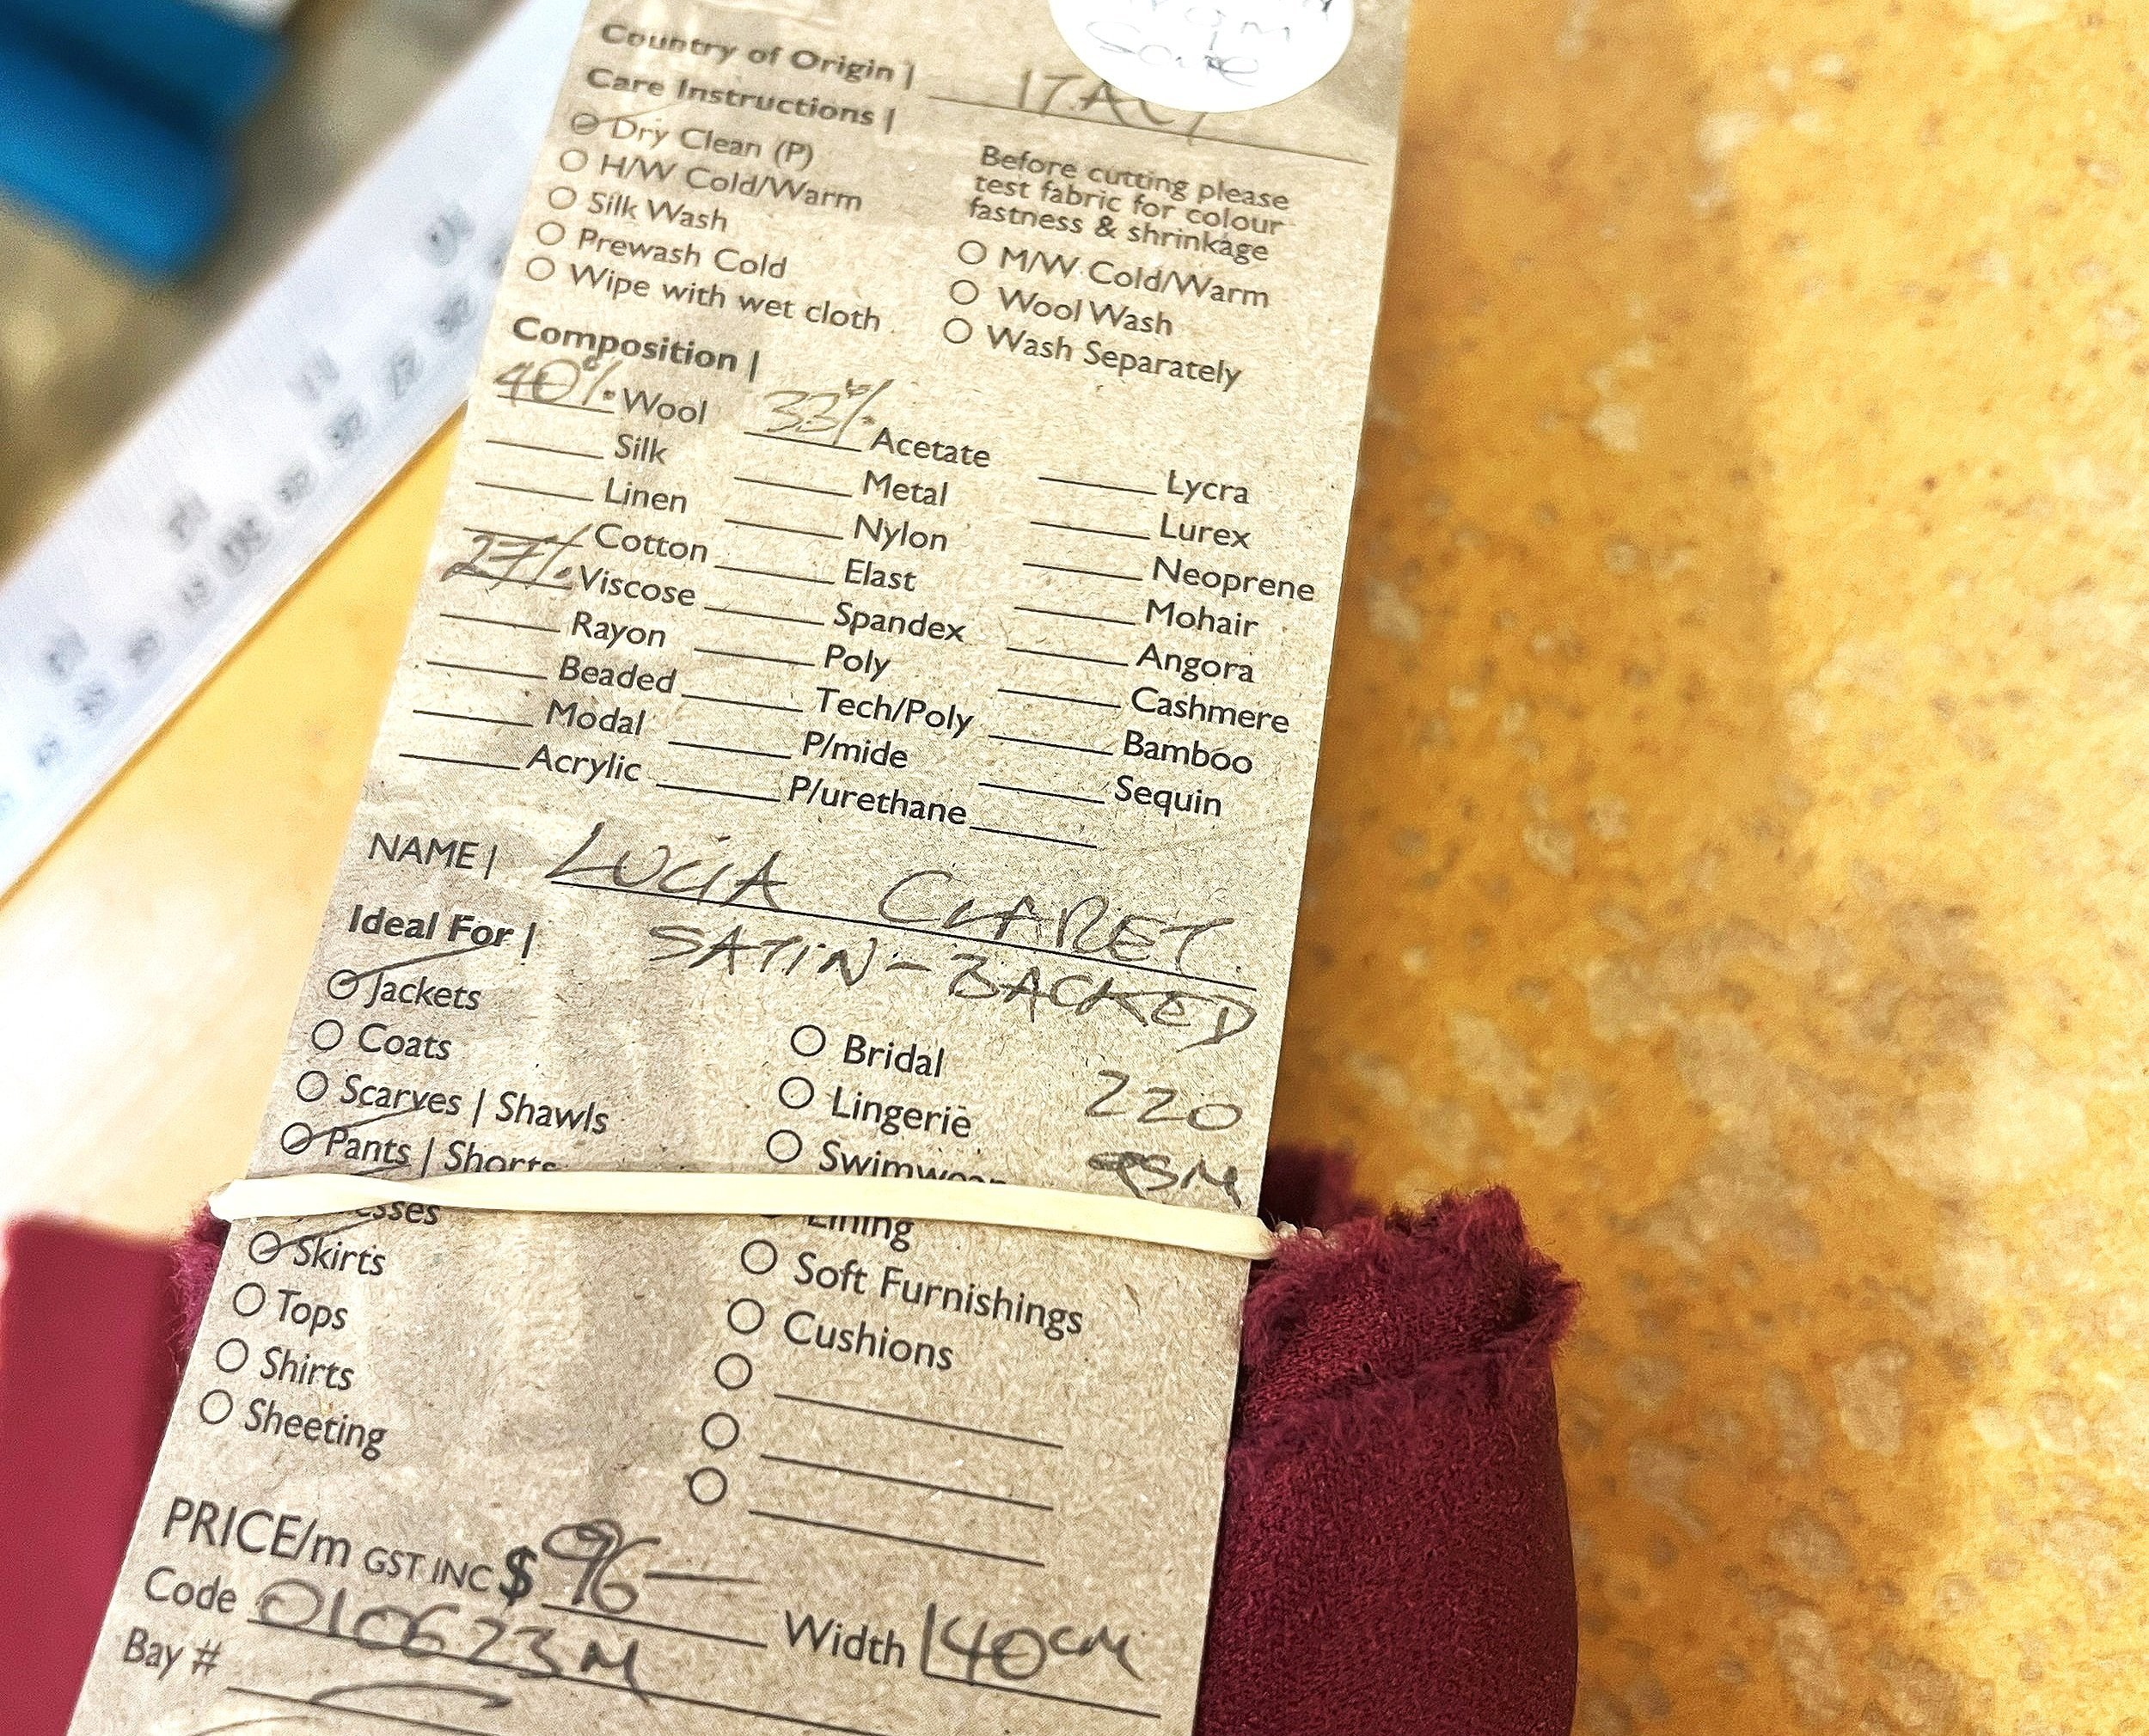 Country of Origin | ITALY
Care Instructions |
Dry Clean (P)
H/W Cold/Warm
Silk Wash
Prewash Cold
Wipe with wet cloth
Before cutting please
test fabric for colour
fastness & shrinkage
M/W Cold/Warm
Wool Wash
Wash Separately
Composition |
40% Wool 33% Acetate Lycra
Silk Metal Lurex
Linen Nylon Neoprene
Cotton Elast Mohair
27% Viscose Spandex Angora
Rayon Poly Cashmere
Beaded Tech/Poly Bamboo
Modal P/mide Sequin
Acrylic P/urethane
NAME | LUCIA CLARET
SATIN-BACKED
Ideal For |
Jackets
Coats Bridal 220
Scarves | Shawls Lingerie GSM
Pants | Shorts
Lining
Skirts Soft Furnishings
Tops Cushions
Shirts
Sheeting
PRICE/m GST INC $ 96—
Code 010623M Width 140cm
Bay #